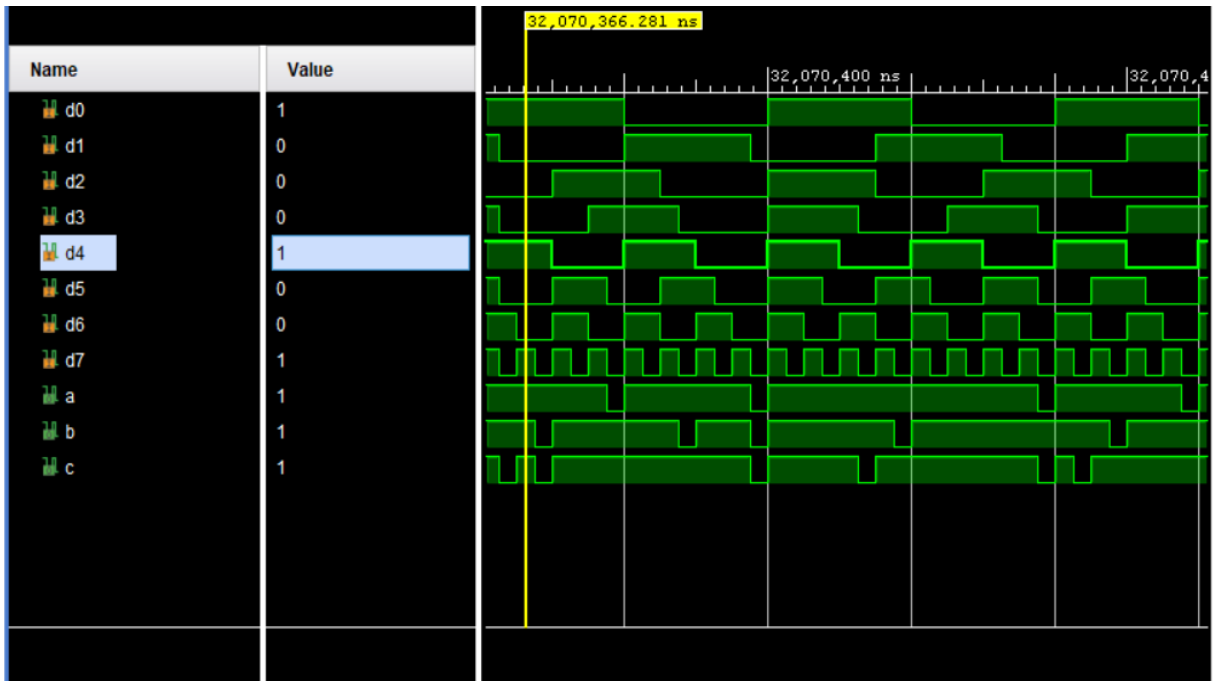 32,070,366.281 ns
Name Value 32,070,400 ns 32,070,4
d0 1
d1 0
d2 0
d3 0
d4 1
d5 0
d6 0
d7 1
a 1
b 1
c 1